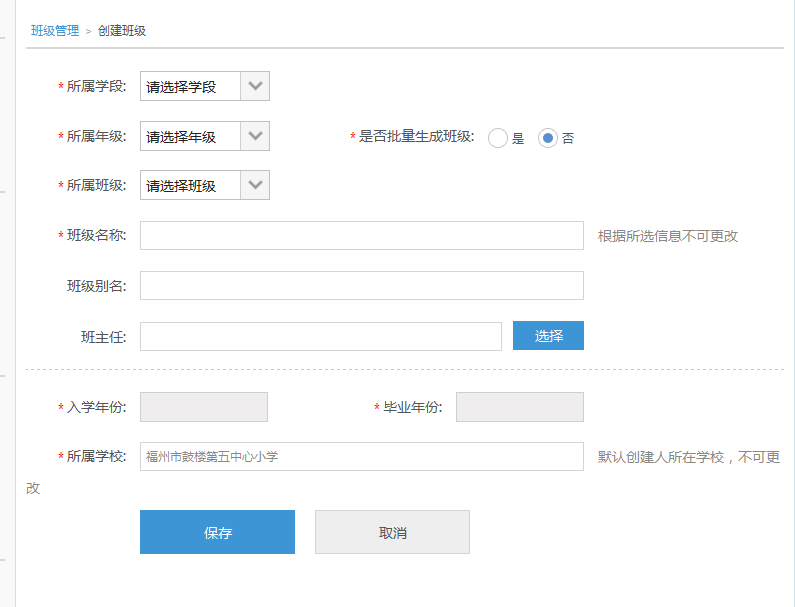 班级管理 > 创建班级
* 所属学段: 请选择学段
* 所属年级: 请选择年级 * 是否批量生成班级: 是 否
* 所属班级: 请选择班级
* 班级名称: 根据所选信息不可更改
班级别名:
班主任: 选择
* 入学年份: * 毕业年份:
* 所属学校: 福州市鼓楼第五中心小学 默认创建人所在学校，不可更
改
保存 取消